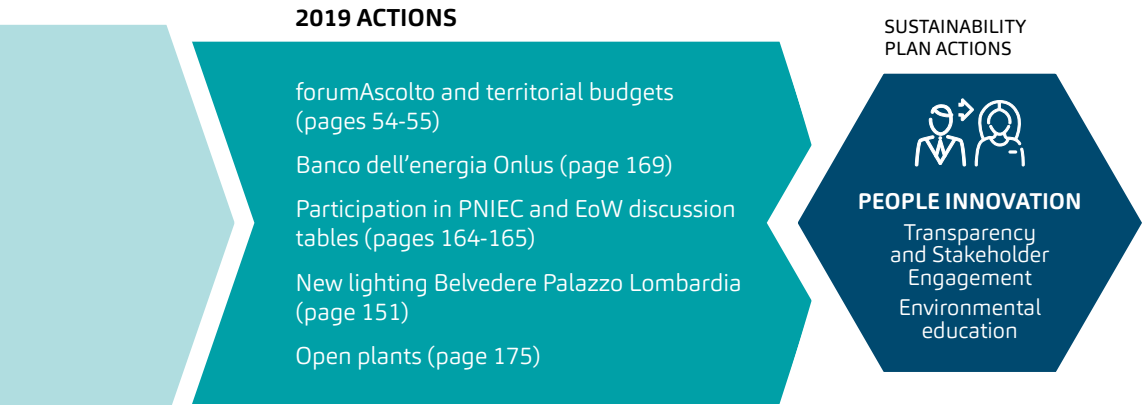 2019 ACTIONS
forumAscolto and territorial budgets
(pages 54-55)
Banco dell'energia Onlus (page 169)
Participation in PNIEC and EoW discussion
tables (pages 164-165)
New lighting Belvedere Palazzo Lombardia
(page 151)
Open plants (page 175)
SUSTAINABILITY
PLAN ACTIONS
PEOPLE INNOVATION
Transparency
and Stakeholder
Engagement
Environmental
education